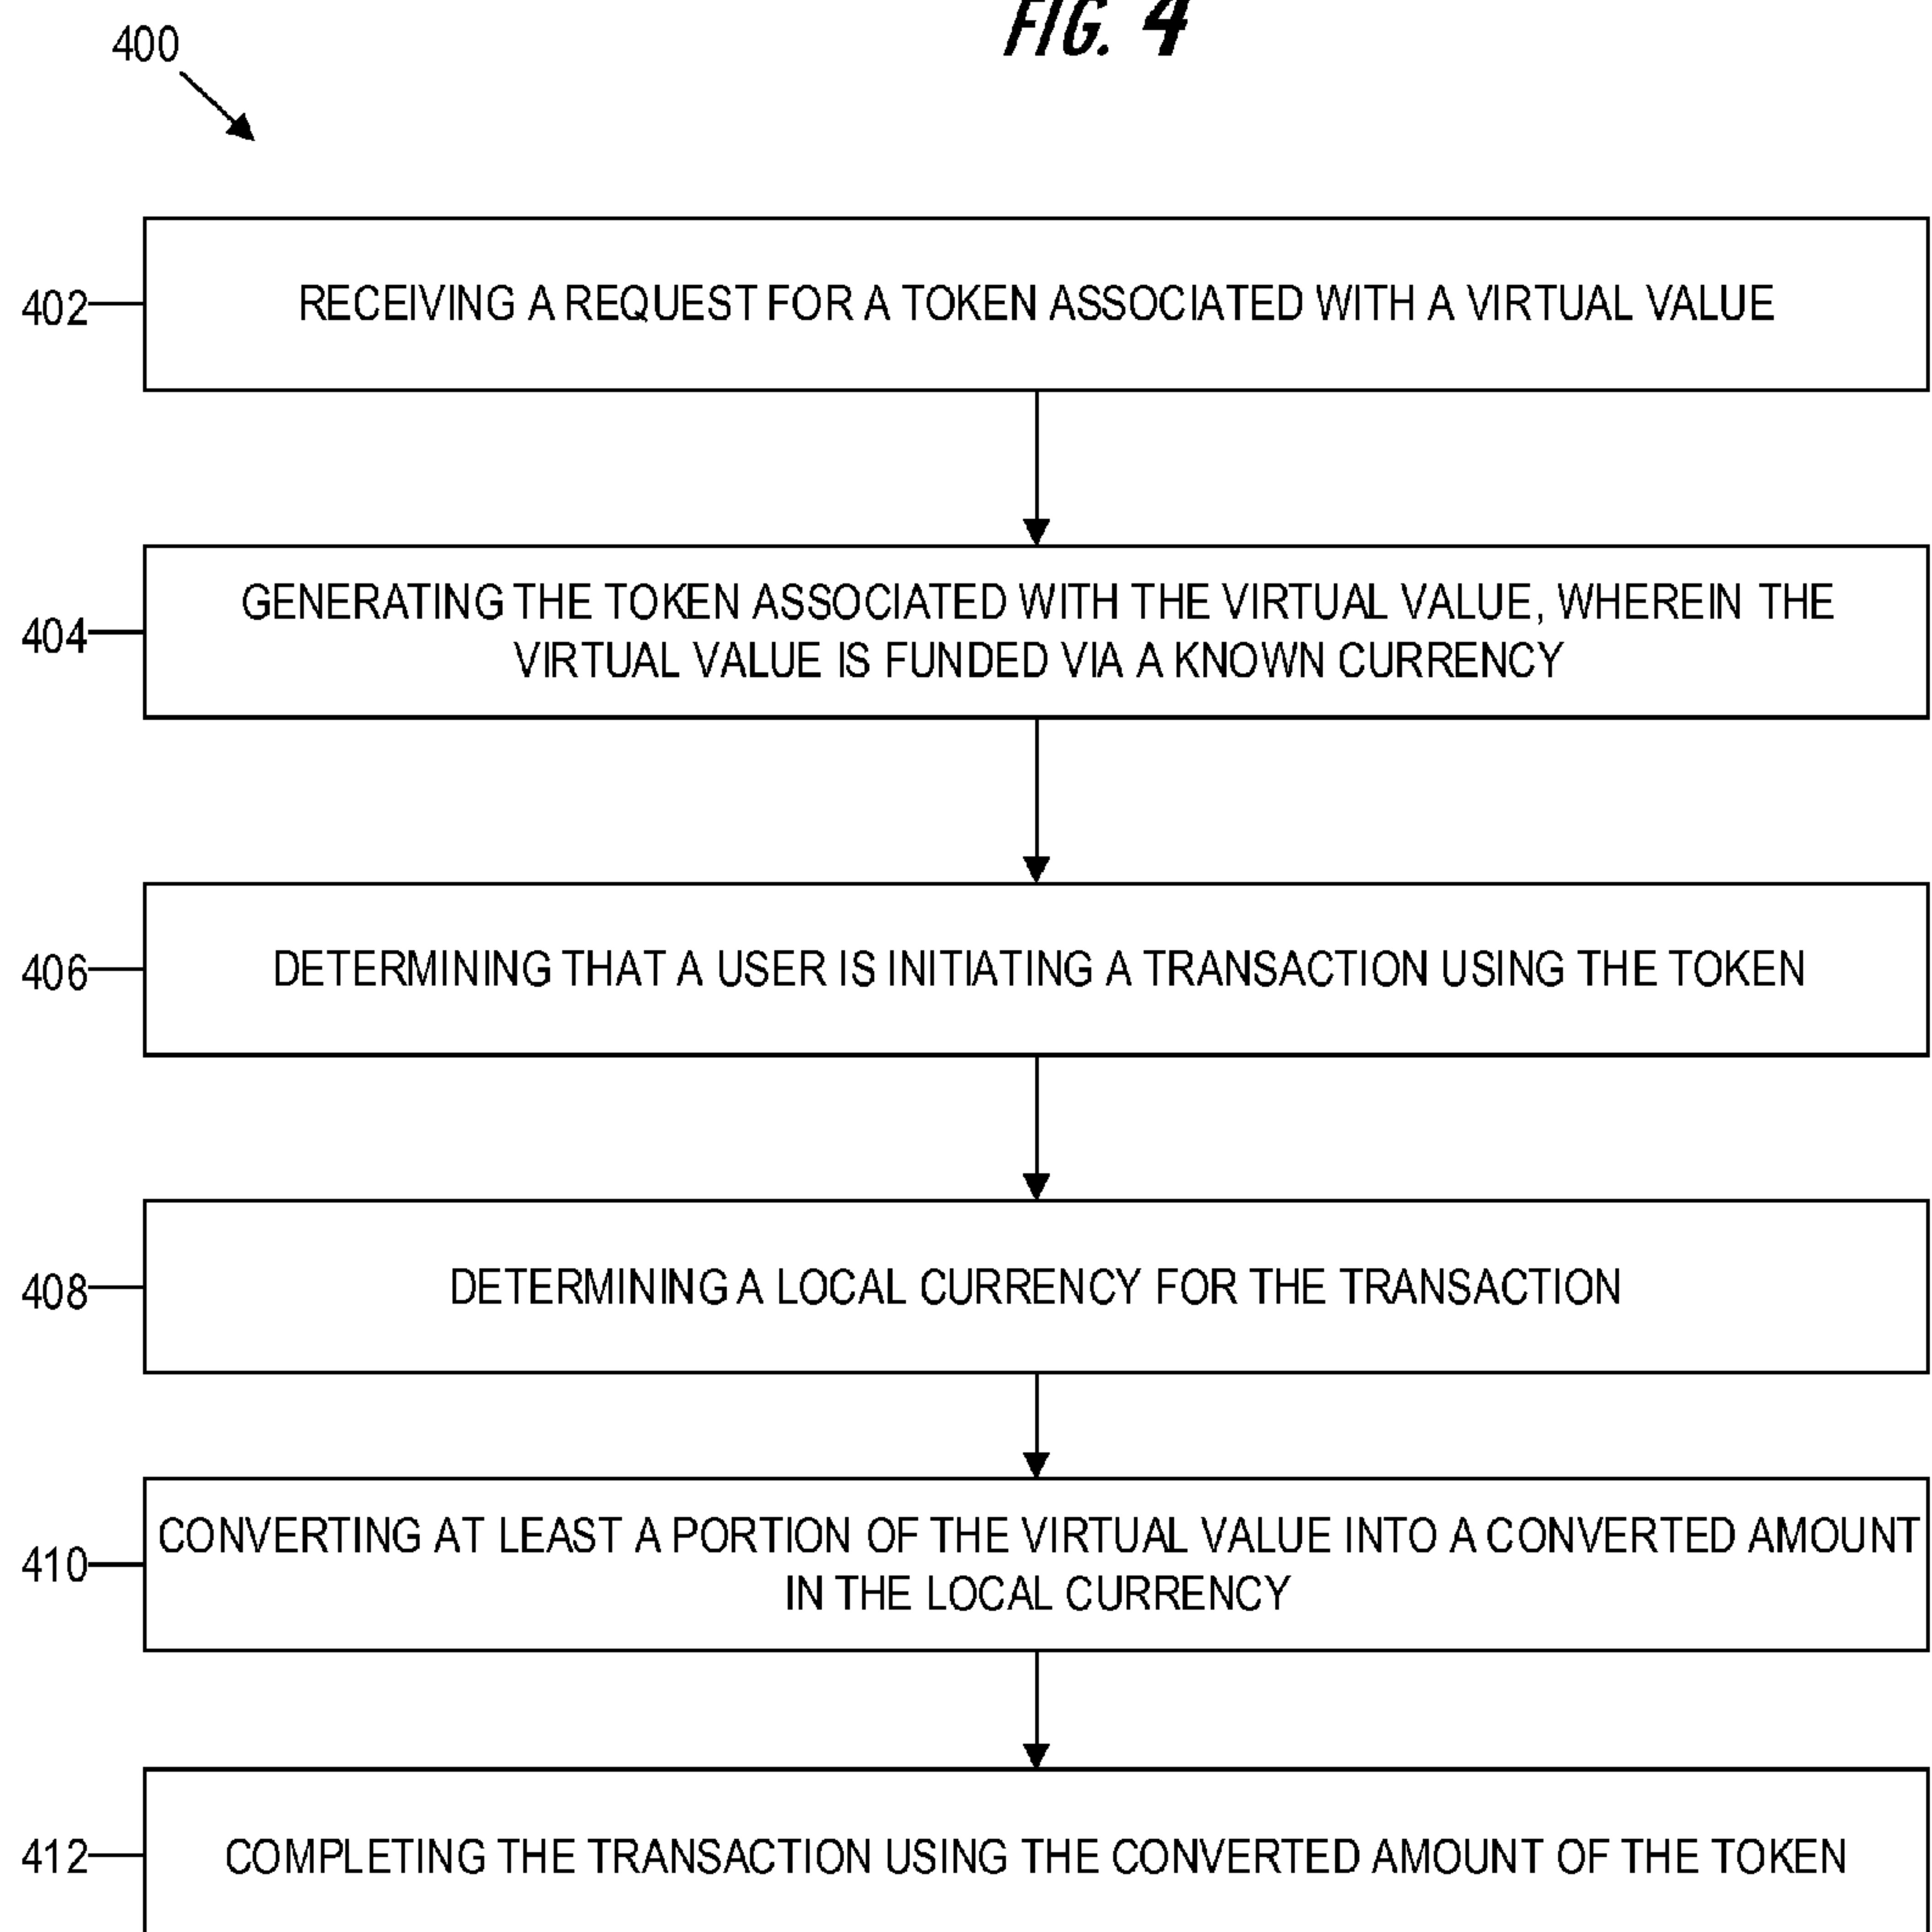 FIG. 4
400
402
RECEIVING A REQUEST FOR A TOKEN ASSOCIATED WITH A VIRTUAL VALUE
404
GENERATING THE TOKEN ASSOCIATED WITH THE VIRTUAL VALUE, WHEREIN THE
VIRTUAL VALUE IS FUNDED VIA A KNOWN CURRENCY
406
DETERMINING THAT A USER IS INITIATING A TRANSACTION USING THE TOKEN
408
DETERMINING A LOCAL CURRENCY FOR THE TRANSACTION
410
CONVERTING AT LEAST A PORTION OF THE VIRTUAL VALUE INTO A CONVERTED AMOUNT
IN THE LOCAL CURRENCY
412
COMPLETING THE TRANSACTION USING THE CONVERTED AMOUNT OF THE TOKEN